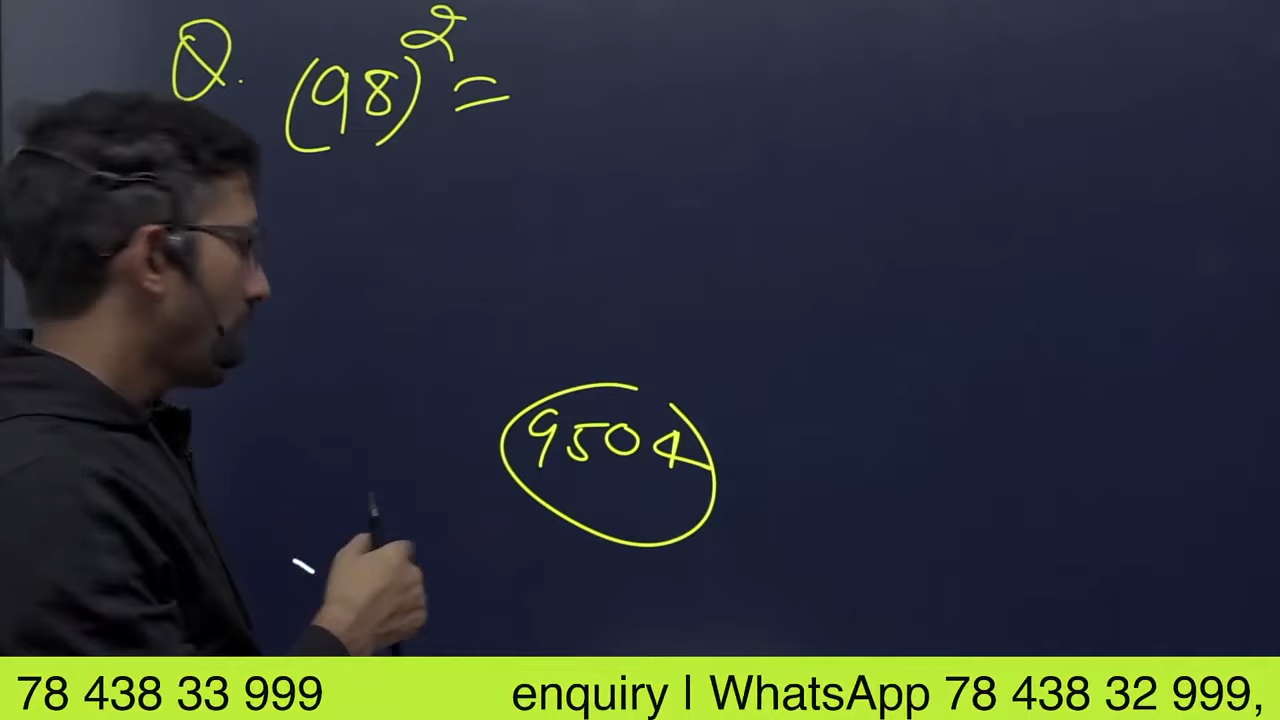 Q. (98)² =
9504
78 438 33 999 enquiry | WhatsApp 78 438 32 999,